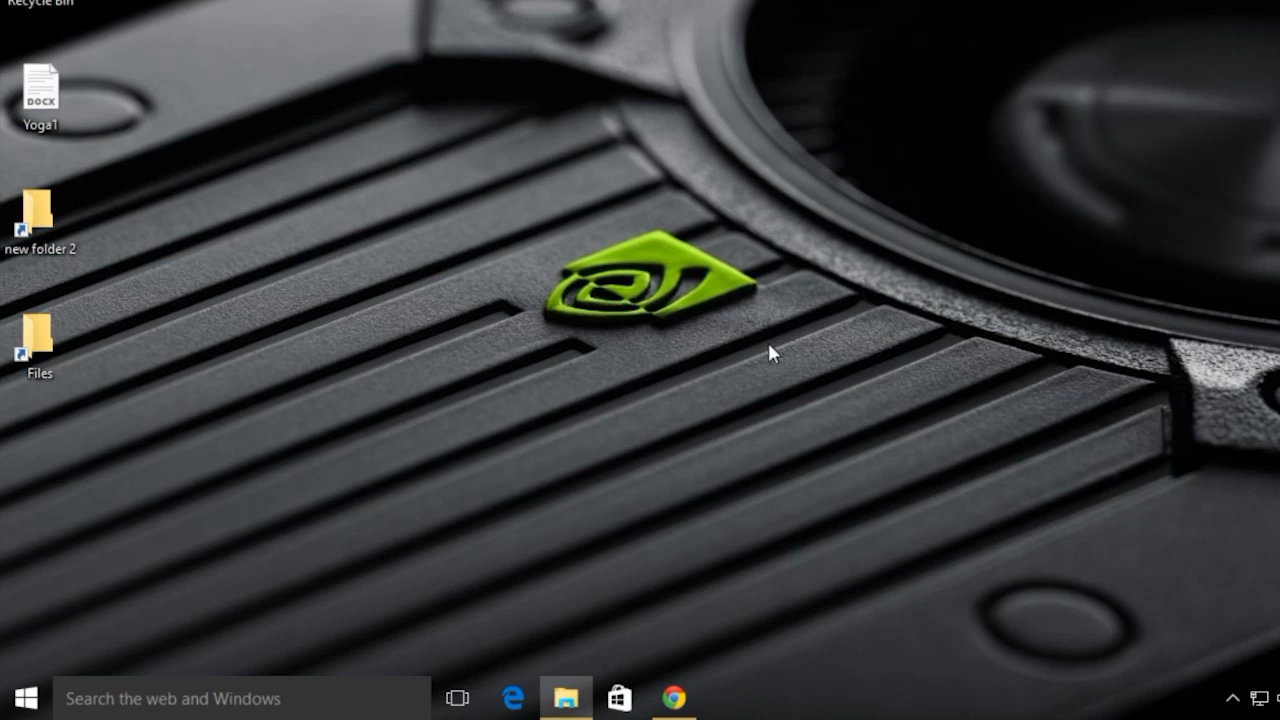 Recycle Bin
DOCX
Yoga1
new folder 2
Files
Search the web and Windows